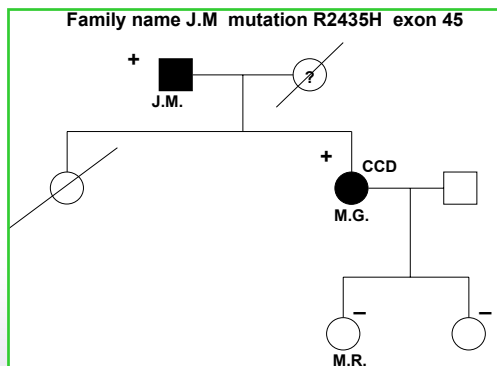 Family name J.M mutation R2435H exon 45
+
?
J.M.
+
CCD
M.G.
– –
M.R.